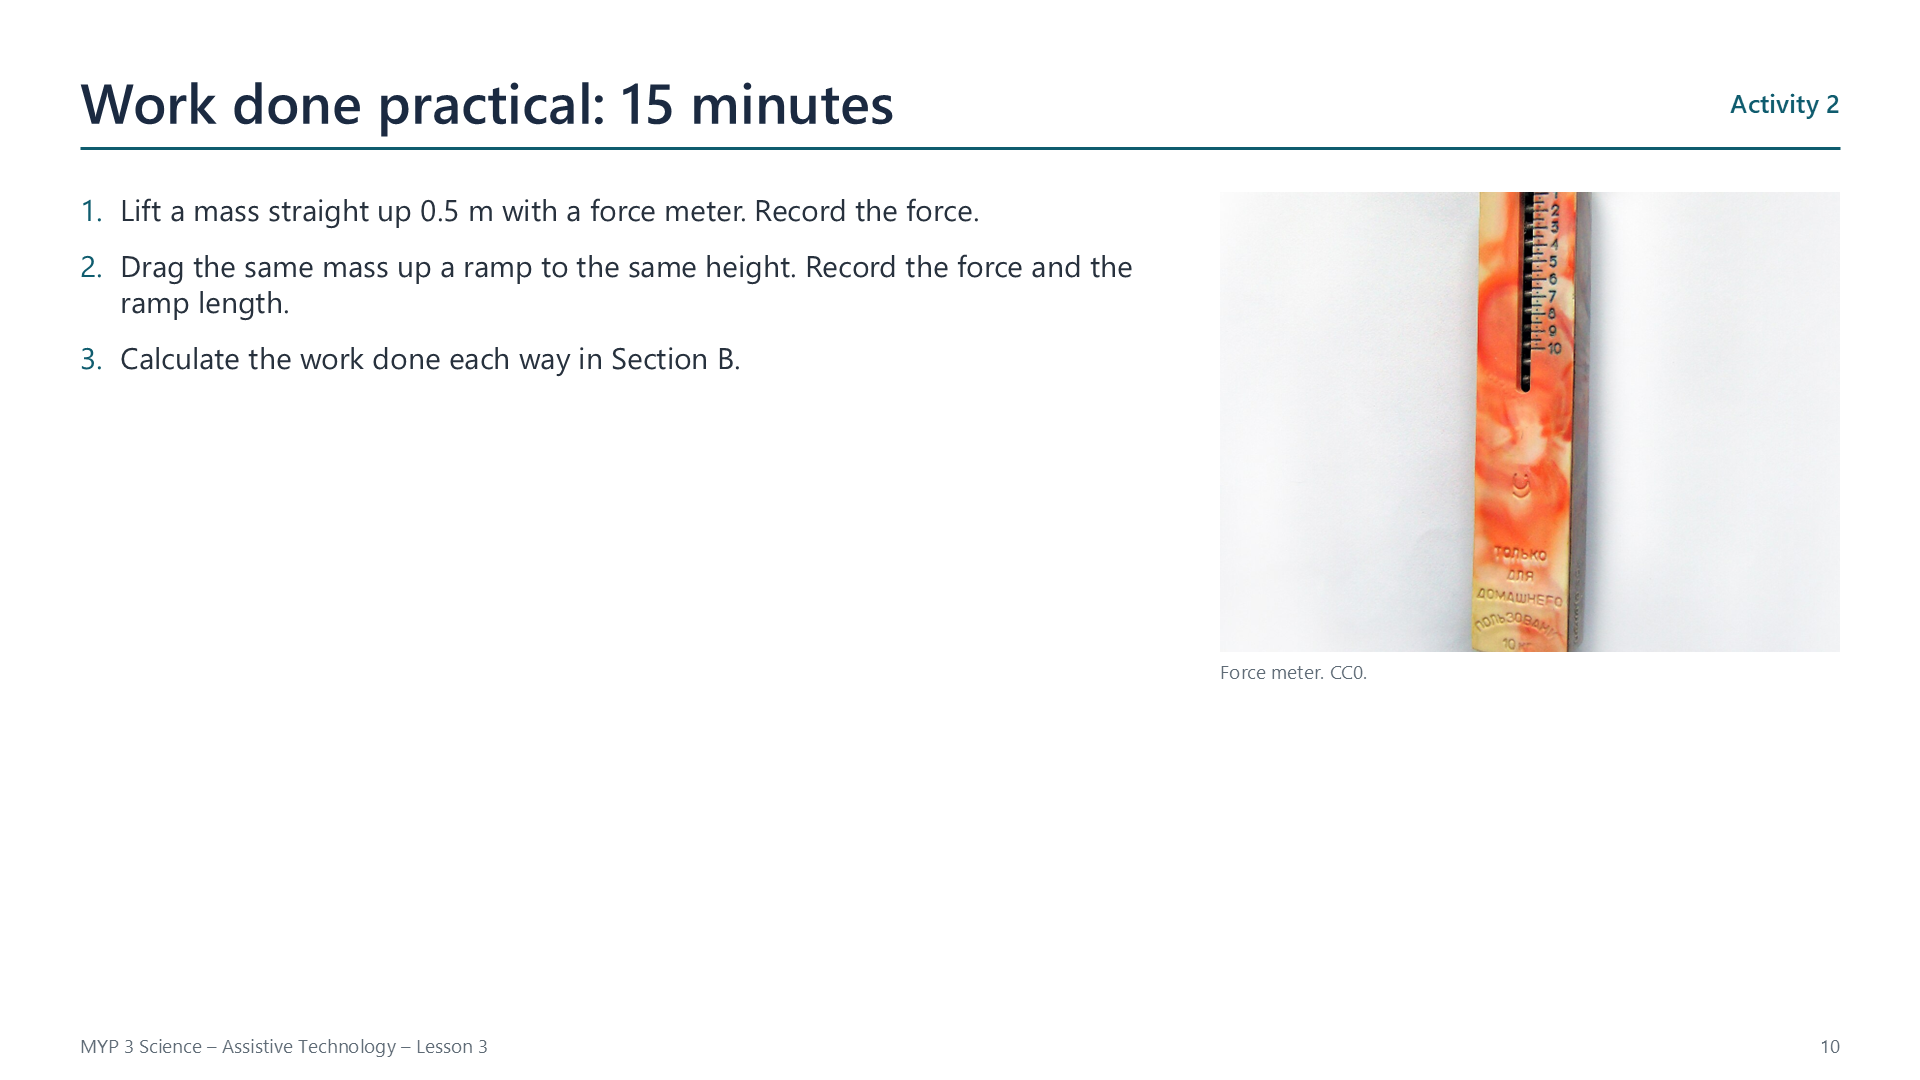 Work done practical: 15 minutes
Activity 2
1. Lift a mass straight up 0.5 m with a force meter. Record the force.
2. Drag the same mass up a ramp to the same height. Record the force and the
ramp length.
3. Calculate the work done each way in Section B.
2
3
4
5
6
7
8
9
10
ТОЛЬКО
ДЛЯ
ДОМАШНЕГО
10 кг
Force meter. CC0.
MYP 3 Science – Assistive Technology – Lesson 3
10